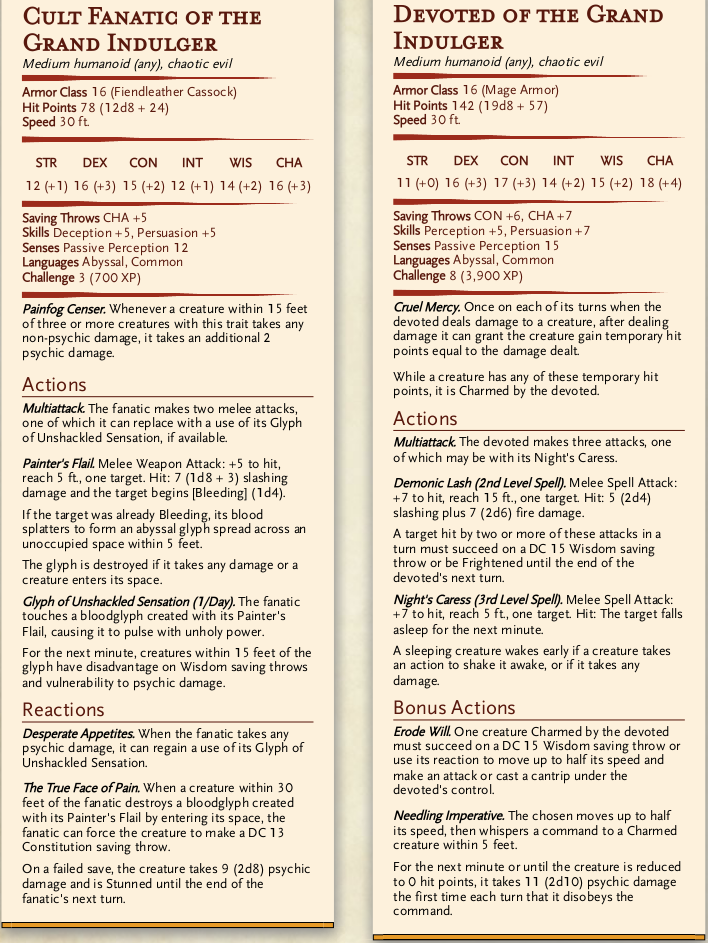 Cult Fanatic of the
Grand Indulger
Medium humanoid (any), chaotic evil
Armor Class 16 (Fiendleather Cassock)
Hit Points 78 (12d8 + 24)
Speed 30 ft.
STR DEX CON INT WIS CHA
12 (+1) 16 (+3) 15 (+2) 12 (+1) 14 (+2) 16 (+3)
Saving Throws CHA +5
Skills Deception +5, Persuasion +5
Senses Passive Perception 12
Languages Abyssal, Common
Challenge 3 (700 XP)
Painfog Censer. Whenever a creature within 15 feet
of three or more creatures with this trait takes any
non-psychic damage, it takes an additional 2
psychic damage.
Actions
Multiattack. The fanatic makes two melee attacks,
one of which it can replace with a use of its Glyph
of Unshackled Sensation, if available.
Painter's Flail. Melee Weapon Attack: +5 to hit,
reach 5 ft., one target. Hit: 7 (1d8 + 3) slashing
damage and the target begins [Bleeding] (1d4).
If the target was already Bleeding, its blood
splatters to form an abyssal glyph spread across an
unoccupied space within 5 feet.
The glyph is destroyed if it takes any damage or a
creature enters its space.
Glyph of Unshackled Sensation (1/Day). The fanatic
touches a bloodglyph created with its Painter's
Flail, causing it to pulse with unholy power.
For the next minute, creatures within 15 feet of the
glyph have disadvantage on Wisdom saving throws
and vulnerability to psychic damage.
Reactions
Desperate Appetites. When the fanatic takes any
psychic damage, it can regain a use of its Glyph of
Unshackled Sensation.
The True Face of Pain. When a creature within 30
feet of the fanatic destroys a bloodglyph created
with its Painter's Flail by entering its space, the
fanatic can force the creature to make a DC 13
Constitution saving throw.
On a failed save, the creature takes 9 (2d8) psychic
damage and is Stunned until the end of the
fanatic's next turn.
Devoted of the Grand
Indulger
Medium humanoid (any), chaotic evil
Armor Class 16 (Mage Armor)
Hit Points 142 (19d8 + 57)
Speed 30 ft.
STR DEX CON INT WIS CHA
11 (+0) 16 (+3) 17 (+3) 14 (+2) 15 (+2) 18 (+4)
Saving Throws CON +6, CHA +7
Skills Perception +5, Persuasion +7
Senses Passive Perception 15
Languages Abyssal, Common
Challenge 8 (3,900 XP)
Cruel Mercy. Once on each of its turns when the
devoted deals damage to a creature, after dealing
damage it can grant the creature gain temporary hit
points equal to the damage dealt.
While a creature has any of these temporary hit
points, it is Charmed by the devoted.
Actions
Multiattack. The devoted makes three attacks, one
of which may be with its Night's Caress.
Demonic Lash (2nd Level Spell). Melee Spell Attack:
+7 to hit, reach 15 ft., one target. Hit: 5 (2d4)
slashing plus 7 (2d6) fire damage.
A target hit by two or more of these attacks in a
turn must succeed on a DC 15 Wisdom saving
throw or be Frightened until the end of the
devoted's next turn.
Night's Caress (3rd Level Spell). Melee Spell Attack:
+7 to hit, reach 5 ft., one target. Hit: The target falls
asleep for the next minute.
A sleeping creature wakes early if a creature takes
an action to shake it awake, or if it takes any
damage.
Bonus Actions
Erode Will. One creature Charmed by the devoted
must succeed on a DC 15 Wisdom saving throw or
use its reaction to move up to half its speed and
make an attack or cast a cantrip under the
devoted's control.
Needling Imperative. The chosen moves up to half
its speed, then whispers a command to a Charmed
creature within 5 feet.
For the next minute or until the creature is reduced
to 0 hit points, it takes 11 (2d10) psychic damage
the first time each turn that it disobeys the
command.